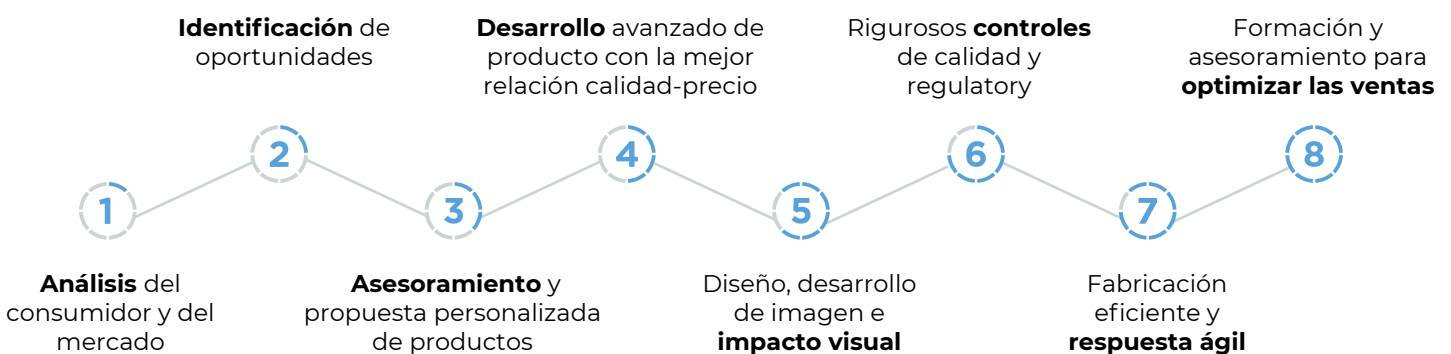 1
Análisis del
consumidor y del
mercado
2
Identificación de
oportunidades
3
Asesoramiento y
propuesta personalizada
de productos
4
Desarrollo avanzado de
producto con la mejor
relación calidad-precio
5
Diseño, desarrollo
de imagen e
impacto visual
6
Rigurosos controles
de calidad y
regulatory
7
Fabricación
eficiente y
respuesta ágil
8
Formación y
asesoramiento para
optimizar las ventas